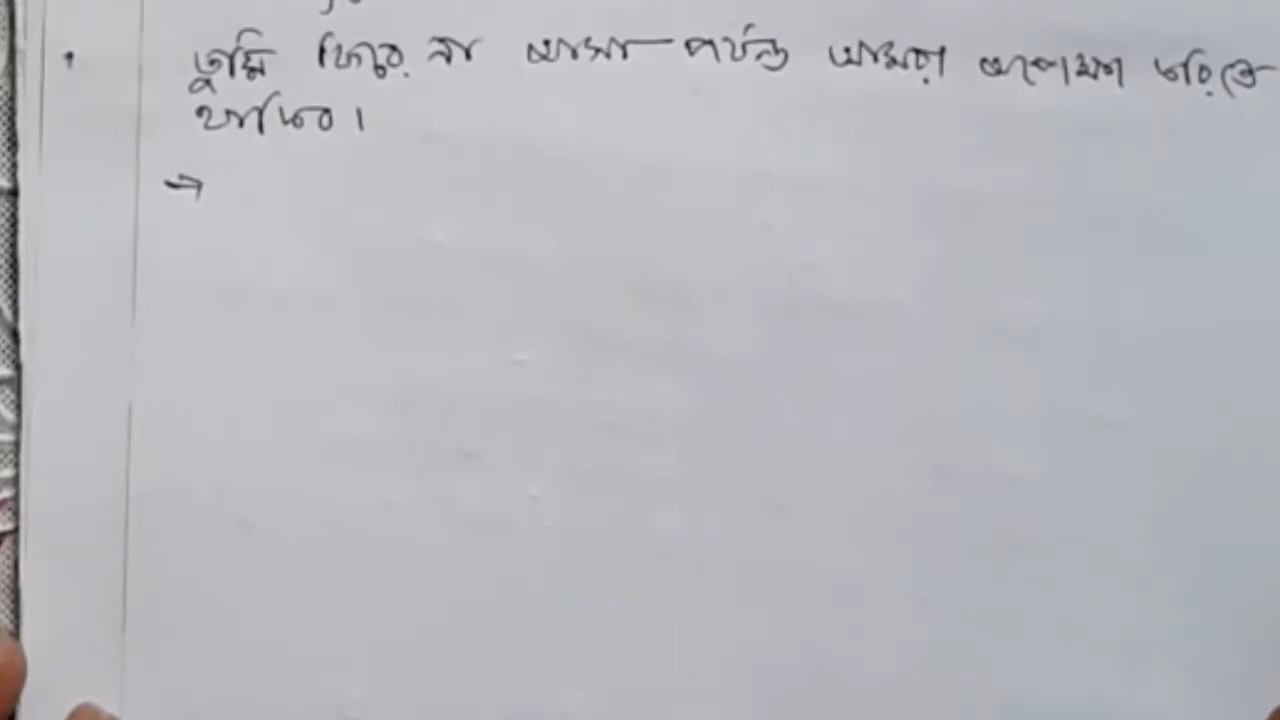 তুমি ফিরে না আসা পর্যন্ত আমরা অপেক্ষা করিতে
থাকিব।
→